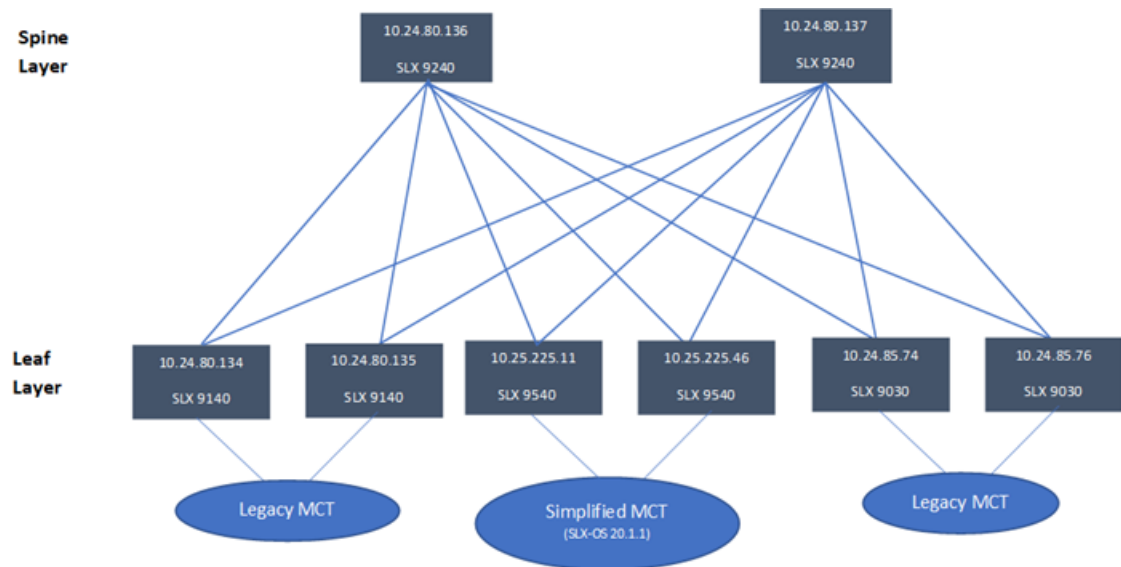 Spine
Layer
10.24.80.136
SLX 9240
10.24.80.137
SLX 9240
Leaf
Layer
10.24.80.134
SLX 9140
10.24.80.135
SLX 9140
10.25.225.11
SLX 9540
10.25.225.46
SLX 9540
10.24.85.74
SLX 9030
10.24.85.76
SLX 9030
Legacy MCT
Simplified MCT
(SLX-OS 20.1.1)
Legacy MCT